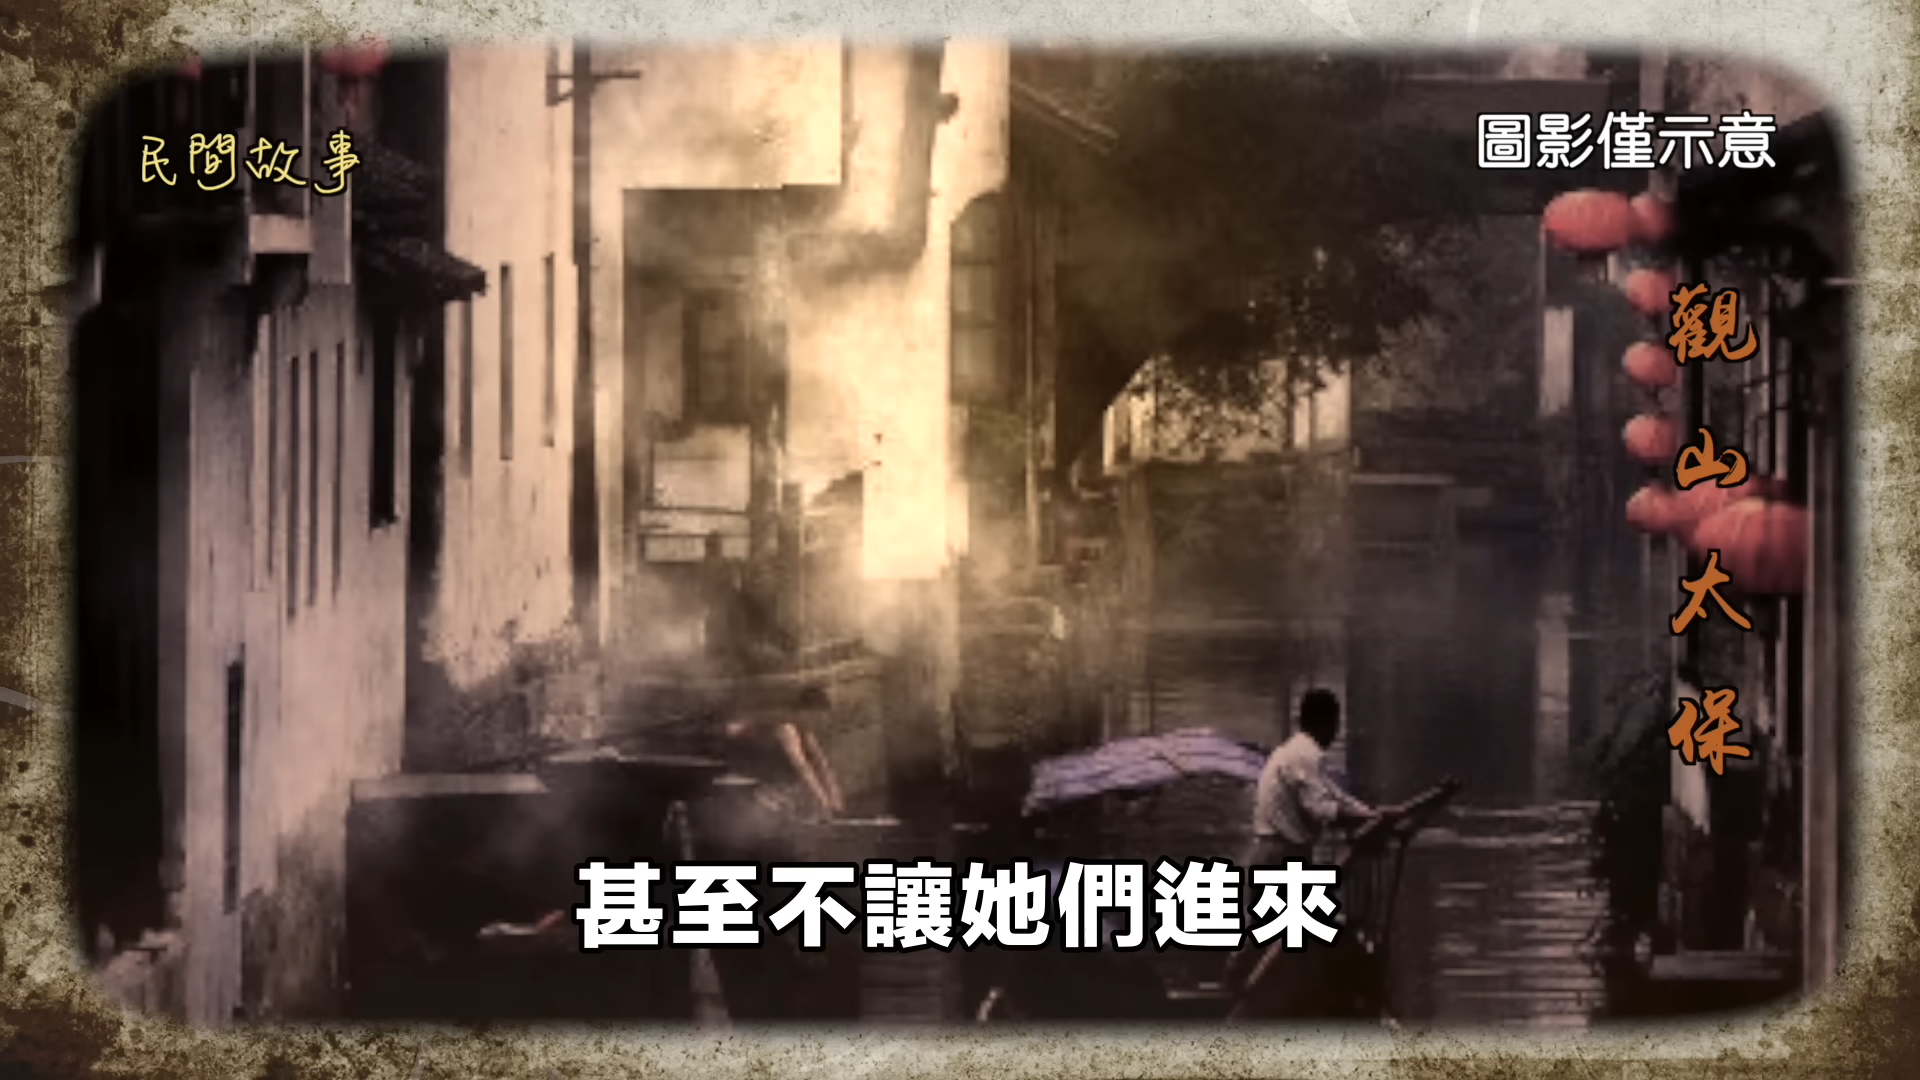 民間故事
圖影僅示意
觀山太保
甚至不讓她們進來